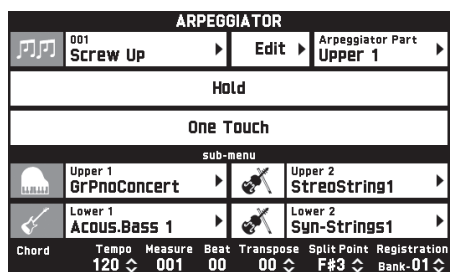 ARPEGGIATOR
001
Screw Up
Edit
Arpeggiator Part
Upper 1
Hold
One Touch
sub-menu
Upper 1
GrPnoConcert
Upper 2
StreoString1
Lower 1
Acous.Bass 1
Lower 2
Syn-Strings1
Chord Tempo Measure Beat Transpose Split Point Registration
120 001 00 00 F#3 Bank-01